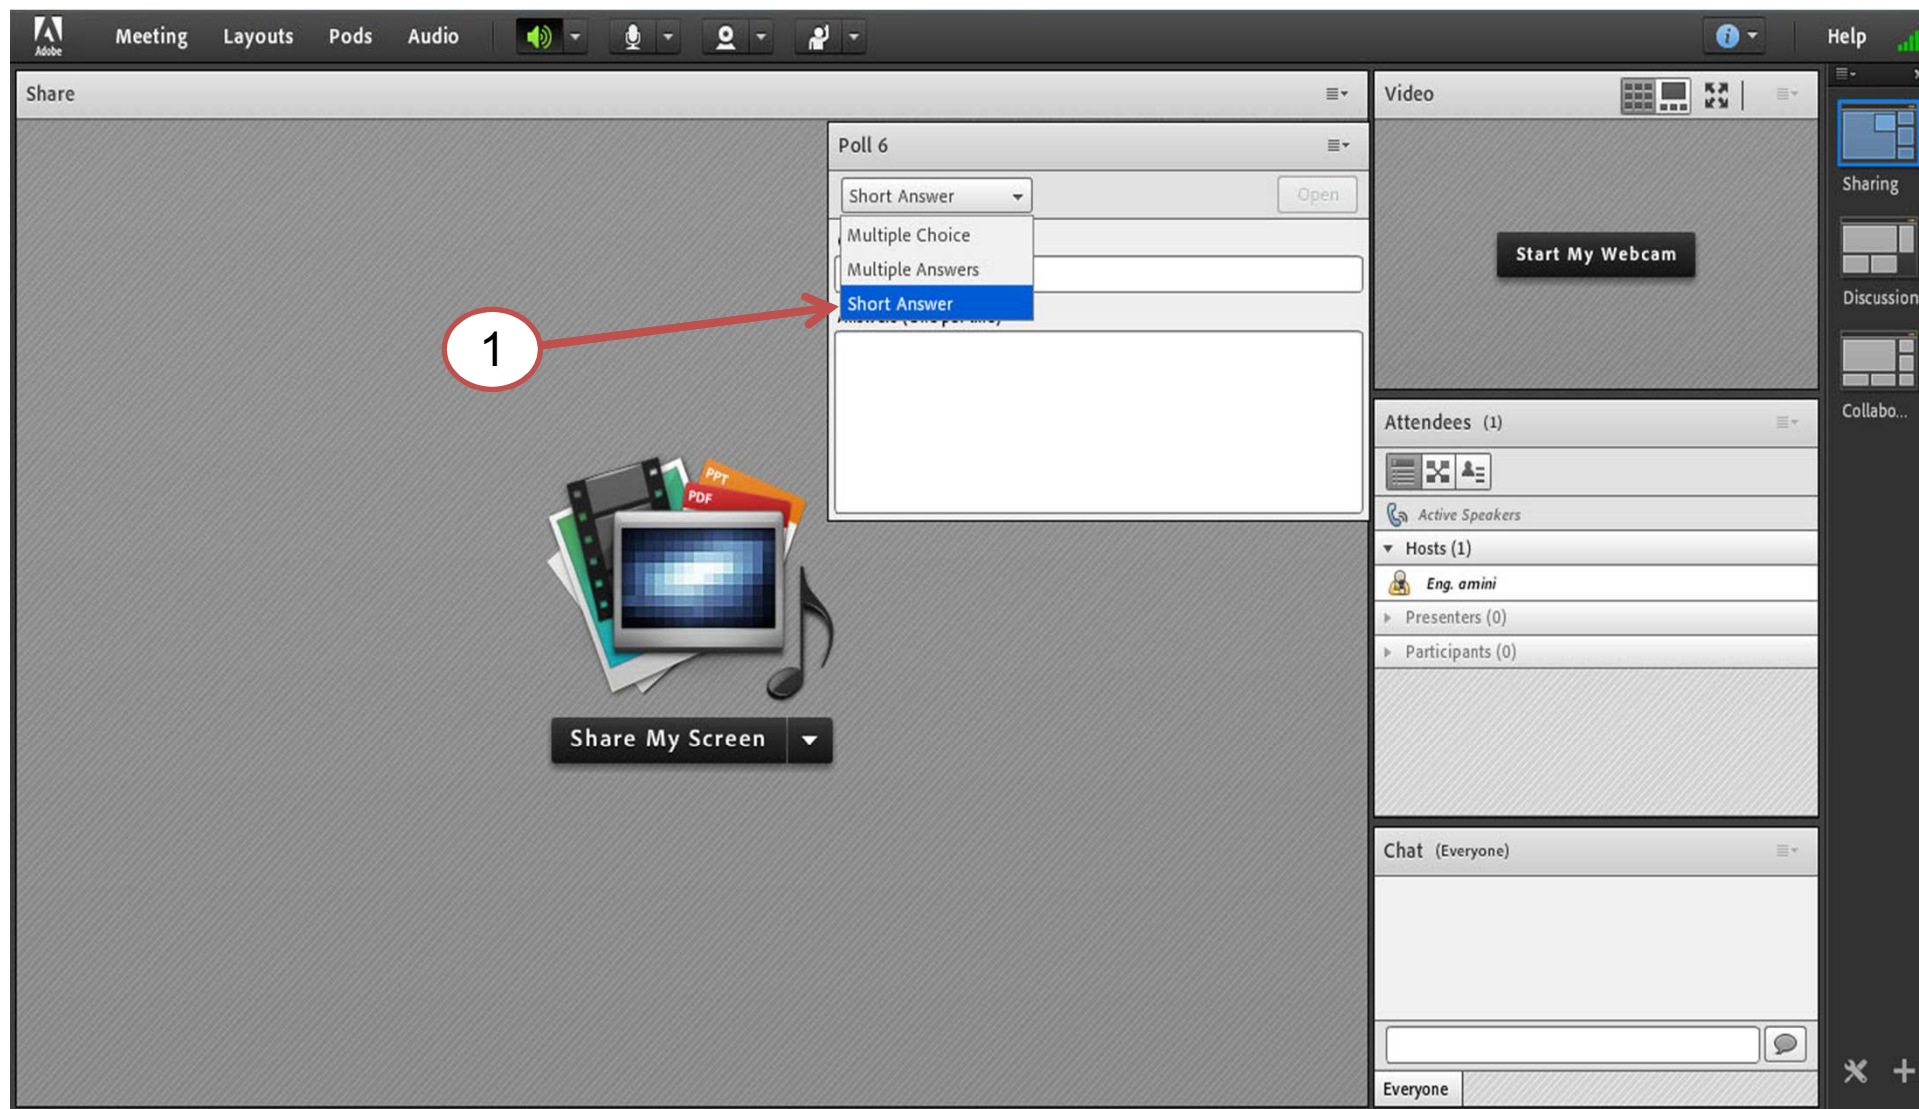 Adobe
Meeting Layouts Pods Audio Help
Share
Poll 6
Short Answer Open
Multiple Choice
Multiple Answers
Short Answer
1
PPT
PDF
Share My Screen
Video
Start My Webcam
Attendees (1)
Active Speakers
Hosts (1)
Eng. amini
Presenters (0)
Participants (0)
Chat (Everyone)
Everyone
Sharing
Discussion
Collabo...